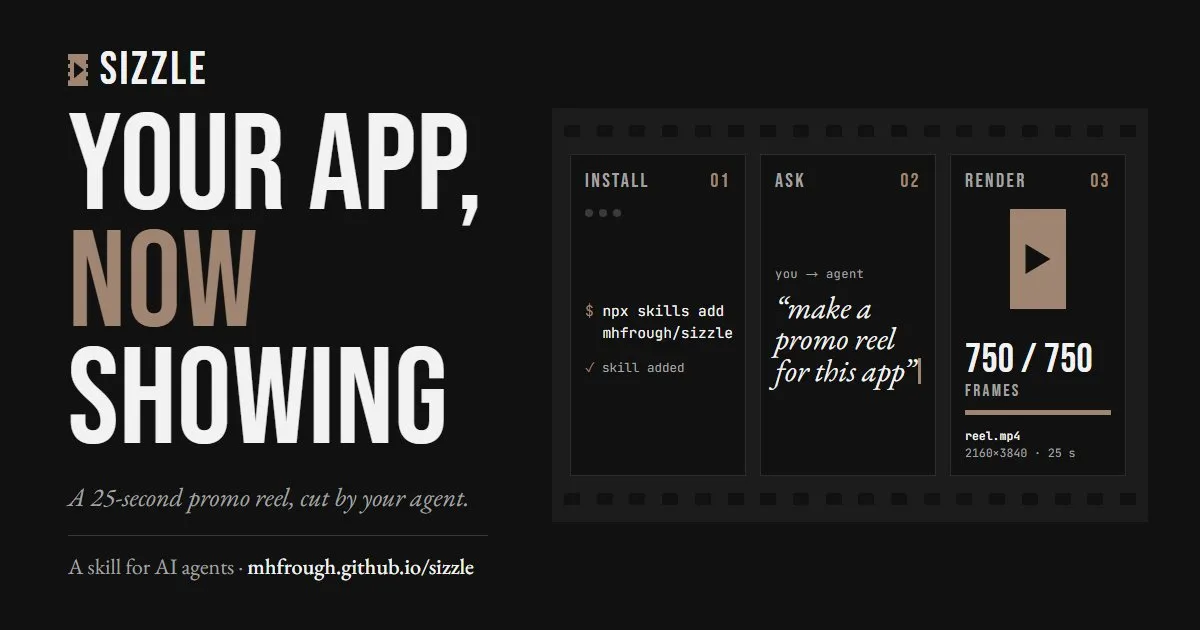 SIZZLE
YOUR APP,
NOW
SHOWING
A 25-second promo reel, cut by your agent.
A skill for AI agents · mhfrough.github.io/sizzle
INSTALL 01
$ npx skills add
mhfrough/sizzle
✓ skill added
ASK 02
you → agent
“make a
promo reel
for this app”
RENDER 03
750 / 750
FRAMES
reel.mp4
2160×3840 · 25 s